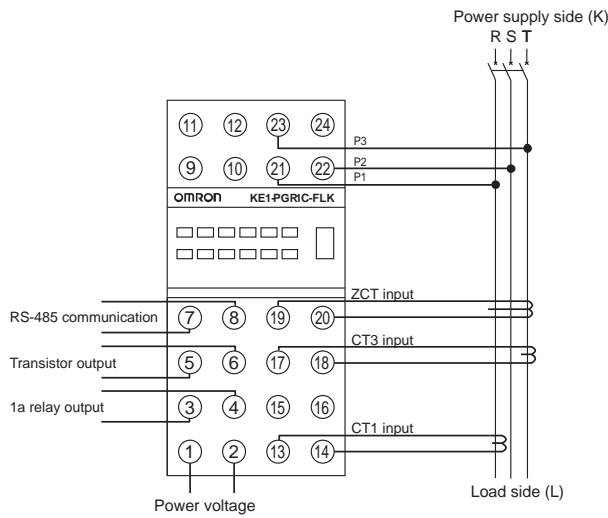 Power supply side (K)
R S T
11 12 23 24
P3
9 10 21 22
P2
P1
OMRON KE1-PGR1C-FLK
ZCT input
RS-485 communication
7 8 19 20
CT3 input
Transistor output
5 6 17 18
1a relay output
3 4 15 16
CT1 input
1 2 13 14
Load side (L)
Power voltage